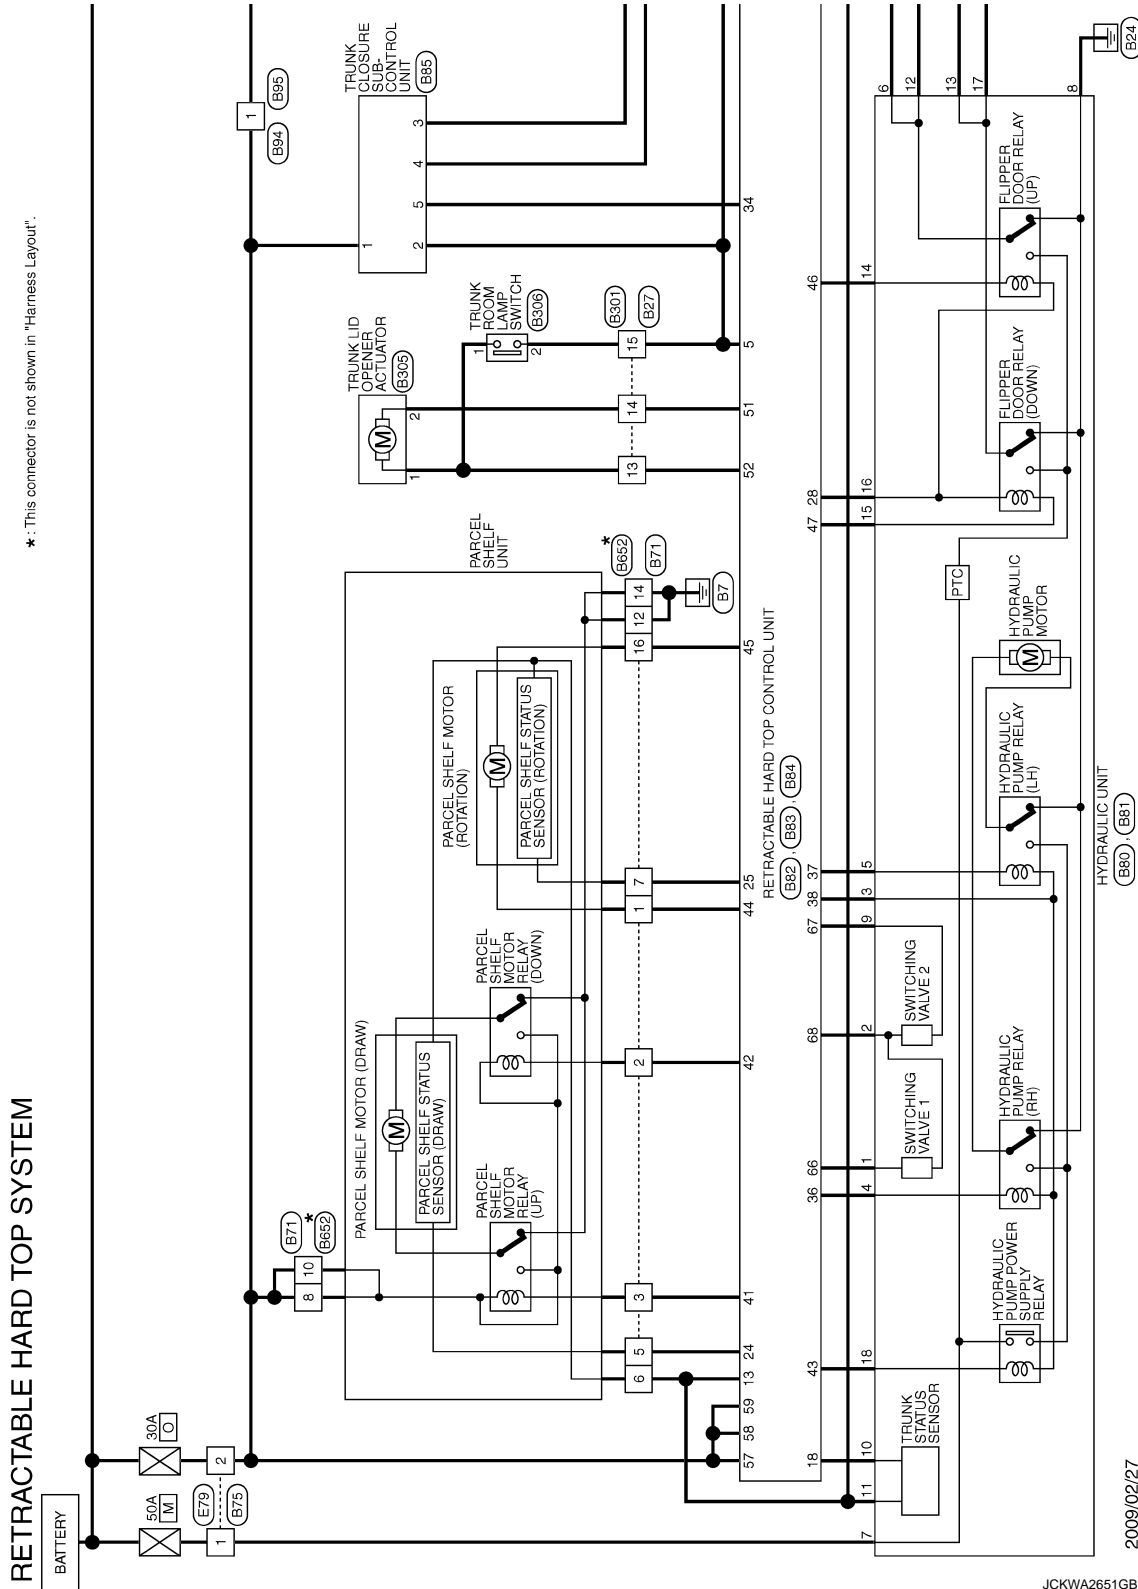 RETRACTABLE HARD TOP SYSTEM
★ : This connector is not shown in "Harness Layout".
BATTERY
50A
M
30A
O
E79
B75
1
2
B94
B95
1
B71
★
B652
8
10
PARCEL SHELF MOTOR (DRAW)
M
PARCEL SHELF STATUS
SENSOR (DRAW)
PARCEL
SHELF
MOTOR
RELAY
(UP)
PARCEL
SHELF
MOTOR
RELAY
(DOWN)
PARCEL SHELF MOTOR
(ROTATION)
M
PARCEL SHELF STATUS
SENSOR (ROTATION)
PARCEL
SHELF
UNIT
★
B652
B71
B7
6
5
3
2
1
7
16
12
14
TRUNK LID
OPENER
ACTUATOR
B305
M
1
2
TRUNK
ROOM
LAMP
SWITCH
B306
1
2
B301
B27
13
14
15
TRUNK
CLOSURE
SUB-
CONTROL
UNIT
B85
1
2
5
4
3
57
58
59
13
24
41
42
44
25
45
52
51
5
34
RETRACTABLE HARD TOP CONTROL UNIT
B82 , B83 , B84
18
43
36
66
68
67
38
37
47
28
46
7
11
10
18
4
1
2
9
3
5
15
16
14
6
12
13
17
8
TRUNK
STATUS
SENSOR
HYDRAULIC
PUMP POWER
SUPPLY
RELAY
SWITCHING
VALVE 1
HYDRAULIC
PUMP RELAY
(RH)
SWITCHING
VALVE 2
HYDRAULIC
PUMP RELAY
(LH)
HYDRAULIC
PUMP
MOTOR
M
PTC
FLIPPER
DOOR RELAY
(DOWN)
FLIPPER
DOOR RELAY
(UP)
B24
HYDRAULIC UNIT
B80 , B81
2009/02/27
JCKWA2651GB